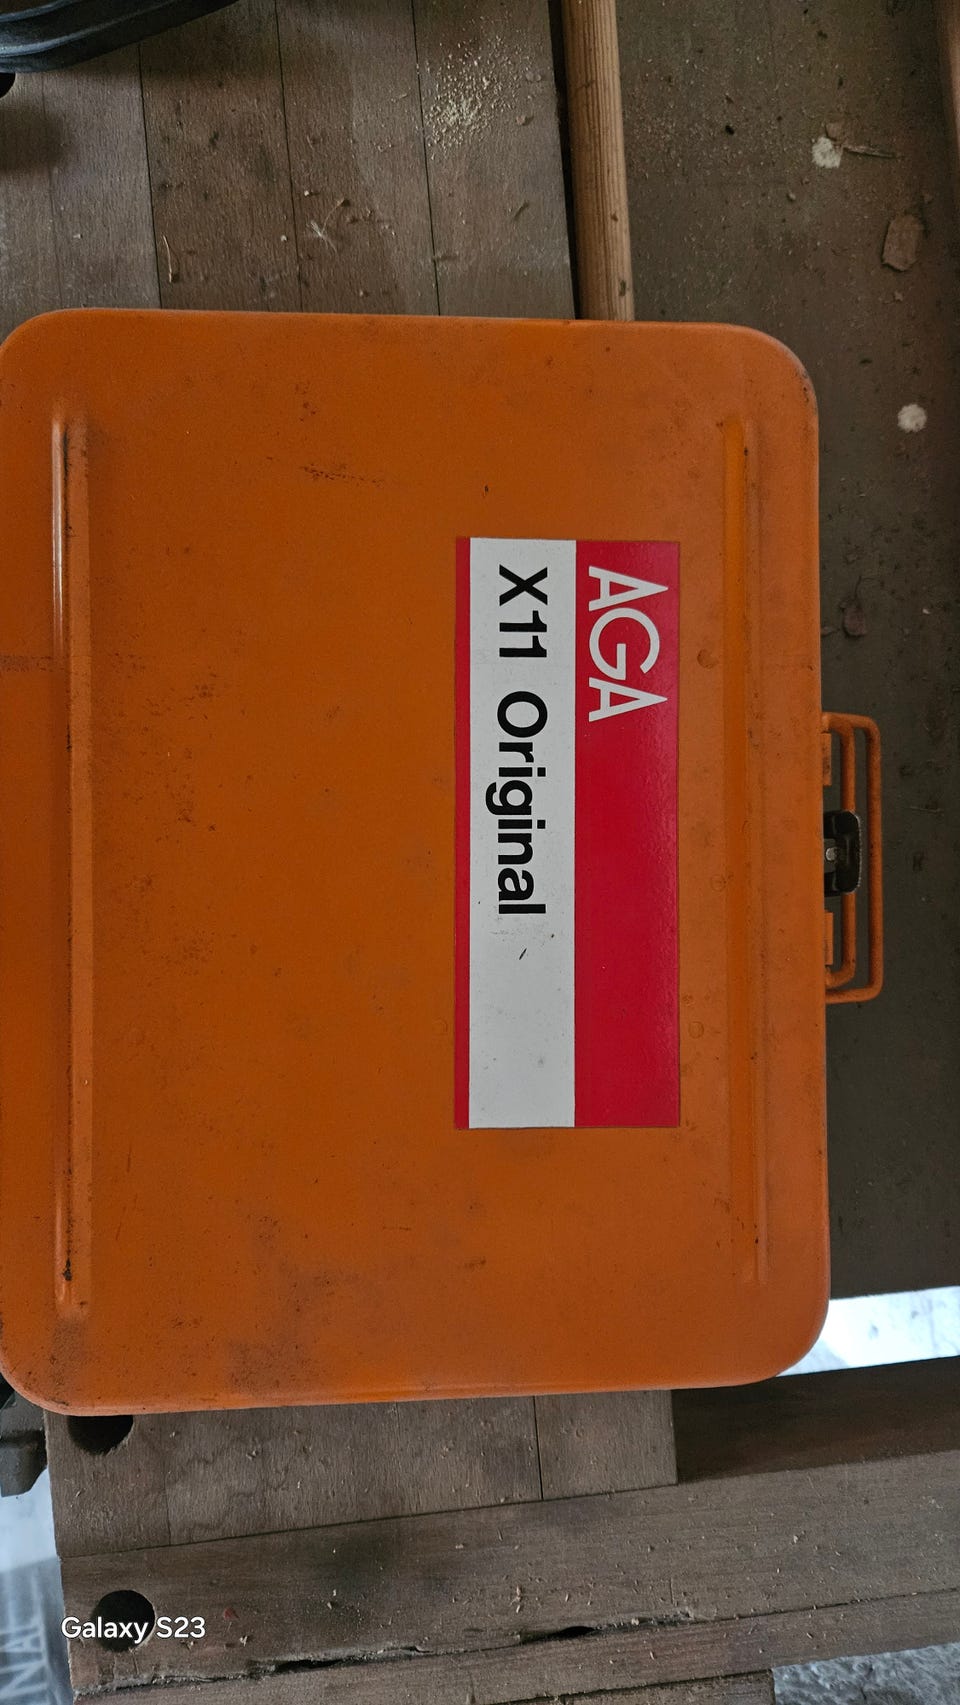 AGA
X11 Original
Galaxy S23